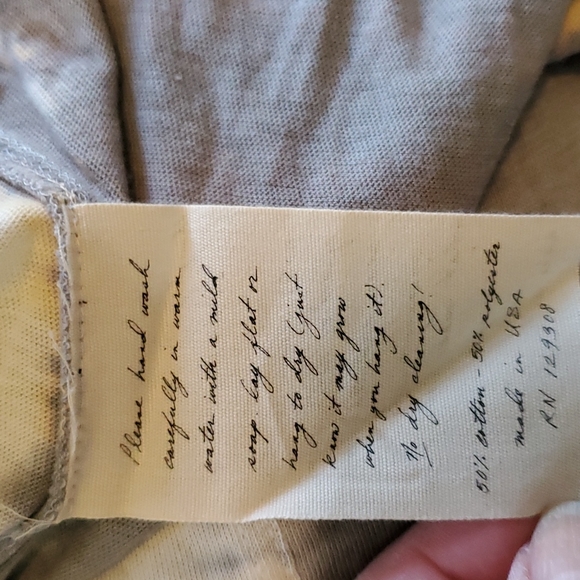 Please hand wash
carefully in warm
water with a mild
soap. Lay flat or
hang to dry (just
know it may grow
when you hang it).
No dry cleaning!
50% cotton - 50% polyester
made in USA
RN 129308